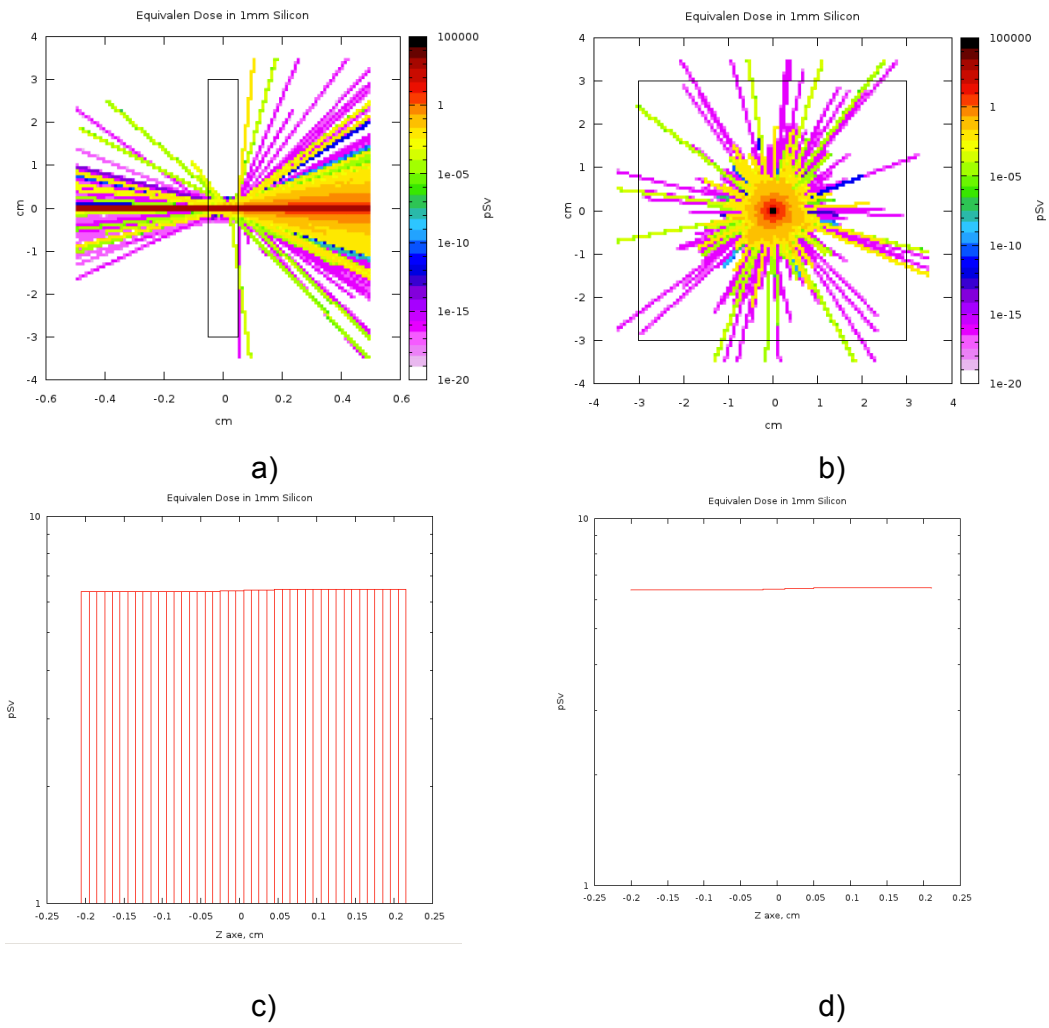 Equivalen Dose in 1mm Silicon
4
3
2
1
0
-1
-2
-3
-4
cm
-0.6 -0.4 -0.2 0 0.2 0.4 0.6
cm
100000
1
1e-05
1e-10
1e-15
1e-20
pSv
a)
Equivalen Dose in 1mm Silicon
4
3
2
1
0
-1
-2
-3
-4
cm
-4 -3 -2 -1 0 1 2 3 4
cm
100000
1
1e-05
1e-10
1e-15
1e-20
pSv
b)
Equivalen Dose in 1mm Silicon
10
1
pSv
-0.25 -0.2 -0.15 -0.1 -0.05 0 0.05 0.1 0.15 0.2 0.25
Z axe, cm
c)
Equivalen Dose in 1mm Silicon
10
1
pSv
-0.25 -0.2 -0.15 -0.1 -0.05 0 0.05 0.1 0.15 0.2 0.25
Z axe, cm
d)